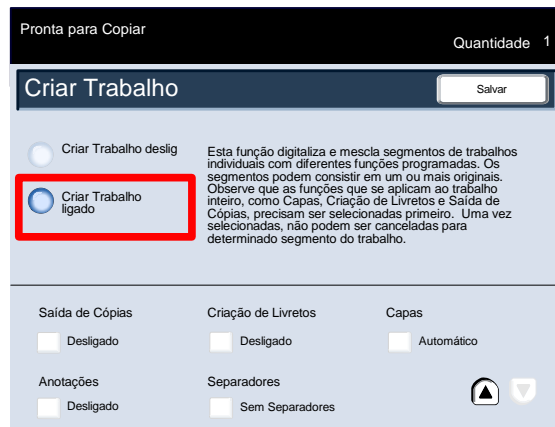 Pronta para Copiar
Quantidade 1
Criar Trabalho
Salvar
Criar Trabalho deslig
Criar Trabalho
ligado
Esta função digitaliza e mescla segmentos de trabalhos
individuais com diferentes funções programadas. Os
segmentos podem consistir em um ou mais originais.
Observe que as funções que se aplicam ao trabalho
inteiro, como Capas, Criação de Livretos e Saída de
Cópias, precisam ser selecionadas primeiro. Uma vez
selecionadas, não podem ser canceladas para
determinado segmento do trabalho.
Saída de Cópias
Criação de Livretos
Capas
Desligado
Desligado
Automático
Anotações
Separadores
Desligado
Sem Separadores